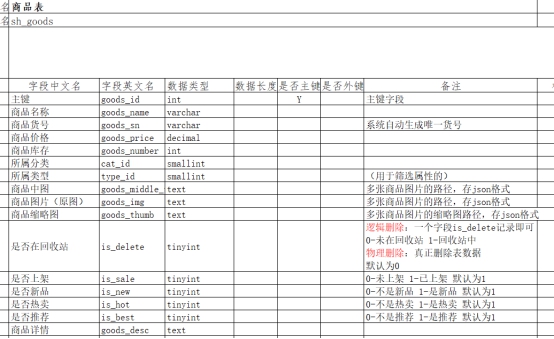 名 商品表
名 sh_goods
字段中文名 字段英文名 数据类型 数据长度 是否主键 是否外键 备注
主键 goods_id int Y 主键字段
商品名称 goods_name varchar
商品货号 goods_sn varchar 系统自动生成唯一货号
商品价格 goods_price decimal
商品库存 goods_number int
所属分类 cat_id smallint
所属类型 type_id smallint （用于筛选属性的）
商品中图 goods_middle_ text 多张商品图片的路径，存json格式
商品图片（原图） goods_img text 多张商品图片的路径，存json格式
商品缩略图 goods_thumb text 多张商品图片的缩略图路径，存json格式
是否在回收站 is_delete tinyint 逻辑删除：一个字段is_delete记录即可
0-未在回收站 1-回收站中
物理删除：真正删除表数据
默认为0
是否上架 is_sale tinyint 0-未上架 1-已上架 默认为1
是否新品 is_new tinyint 0-不是新品 1-是新品 默认为1
是否热卖 is_hot tinyint 0-不是热卖 1-是热卖 默认为1
是否推荐 is_best tinyint 0-不是推荐 1-是推荐 默认为1
商品详情 goods_desc text